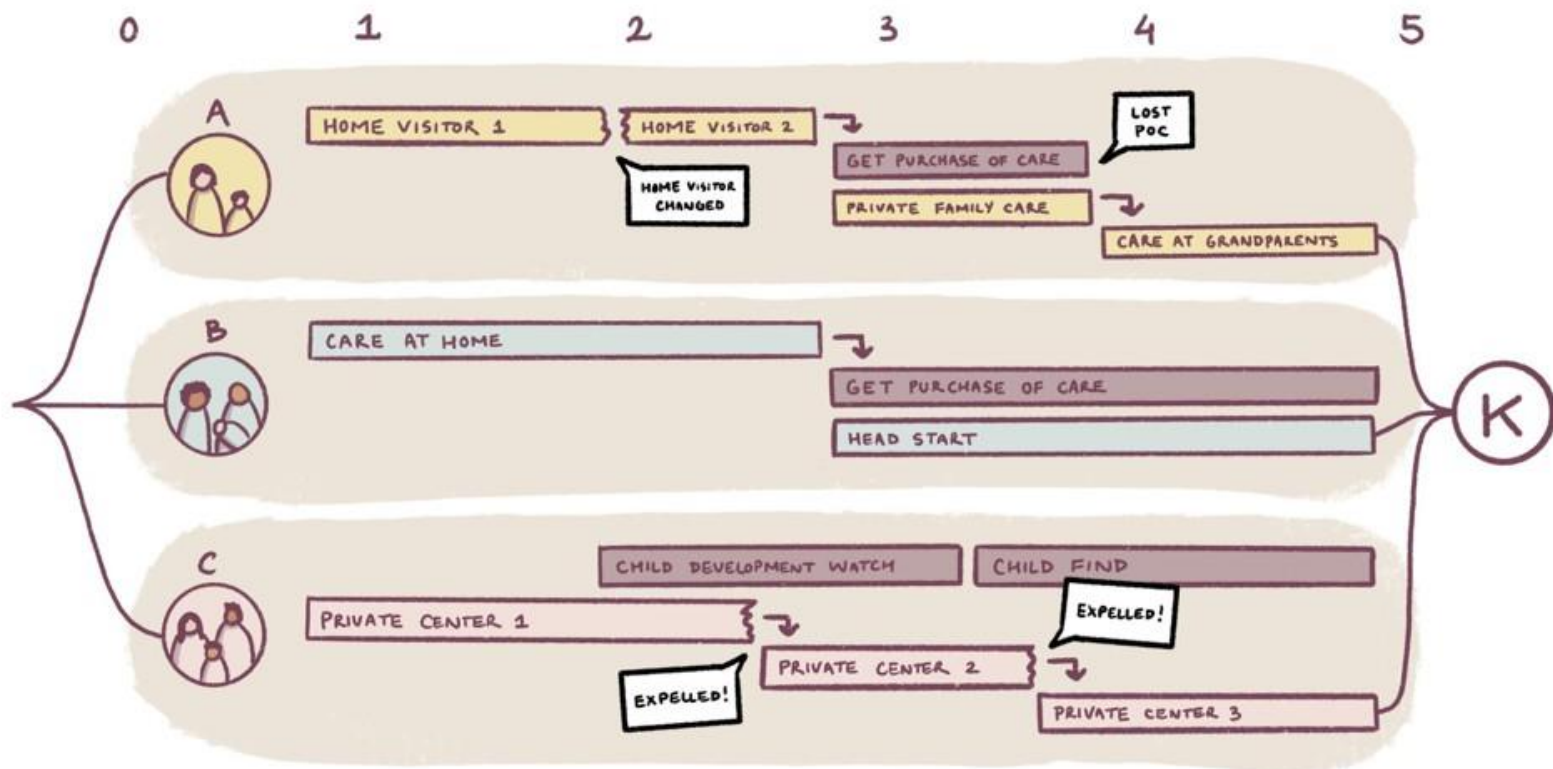 0 1 2 3 4 5
A
HOME VISITOR 1
HOME VISITOR 2
HOME VISITOR
CHANGED
GET PURCHASE OF CARE
LOST
POC
PRIVATE FAMILY CARE
CARE AT GRANDPARENTS
B
CARE AT HOME
GET PURCHASE OF CARE
HEAD START
K
C
CHILD DEVELOPMENT WATCH
CHILD FIND
PRIVATE CENTER 1
EXPELLED!
PRIVATE CENTER 2
EXPELLED!
PRIVATE CENTER 3